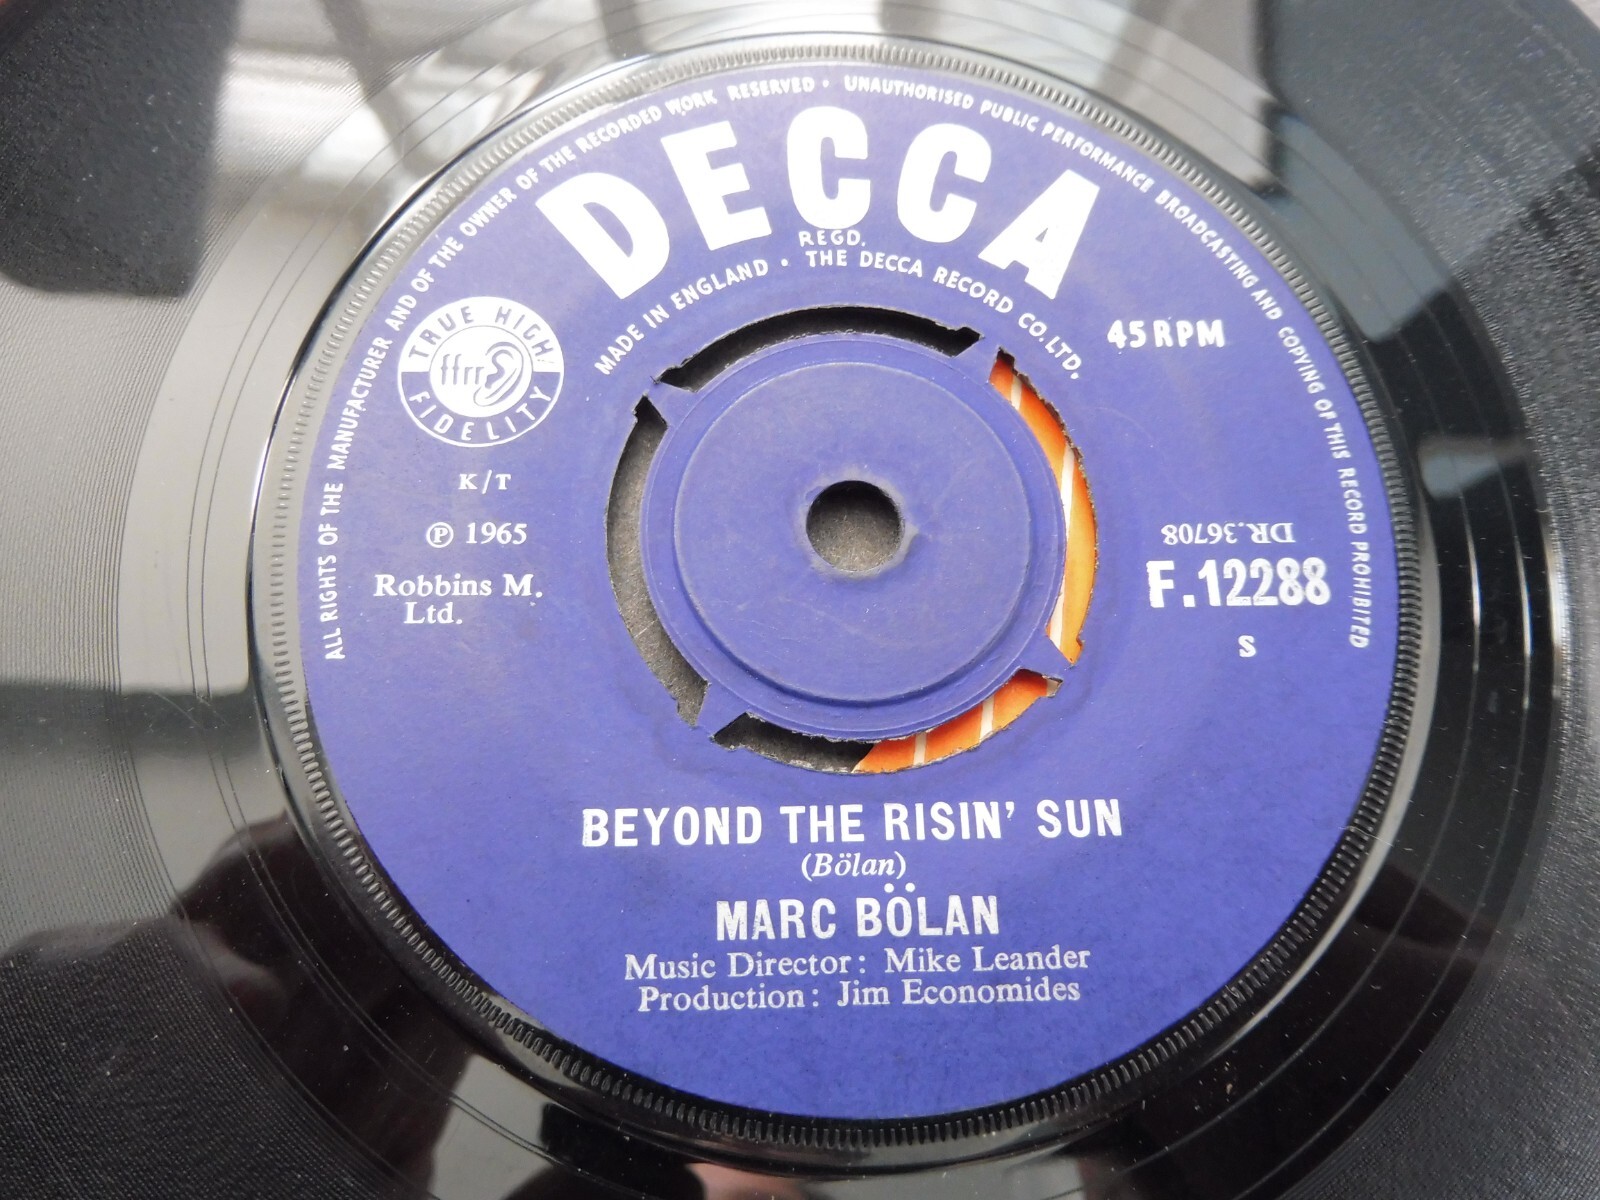 ALL RIGHTS OF THE MANUFACTURER AND OF THE OWNER OF THE RECORDED WORK RESERVED • UNAUTHORISED PUBLIC PERFORMANCE BROADCASTING AND COPYING OF THIS RECORD PROHIBITED
DECCA
REGD.
MADE IN ENGLAND • THE DECCA RECORD CO. LTD.
TRUE HIGH
ffrr
FIDELITY
45 RPM
K/T
℗ 1965
Robbins M.
Ltd.
DR.36708
F.12288
S
BEYOND THE RISIN' SUN
(Bölan)
MARC BÖLAN
Music Director: Mike Leander
Production: Jim Economides